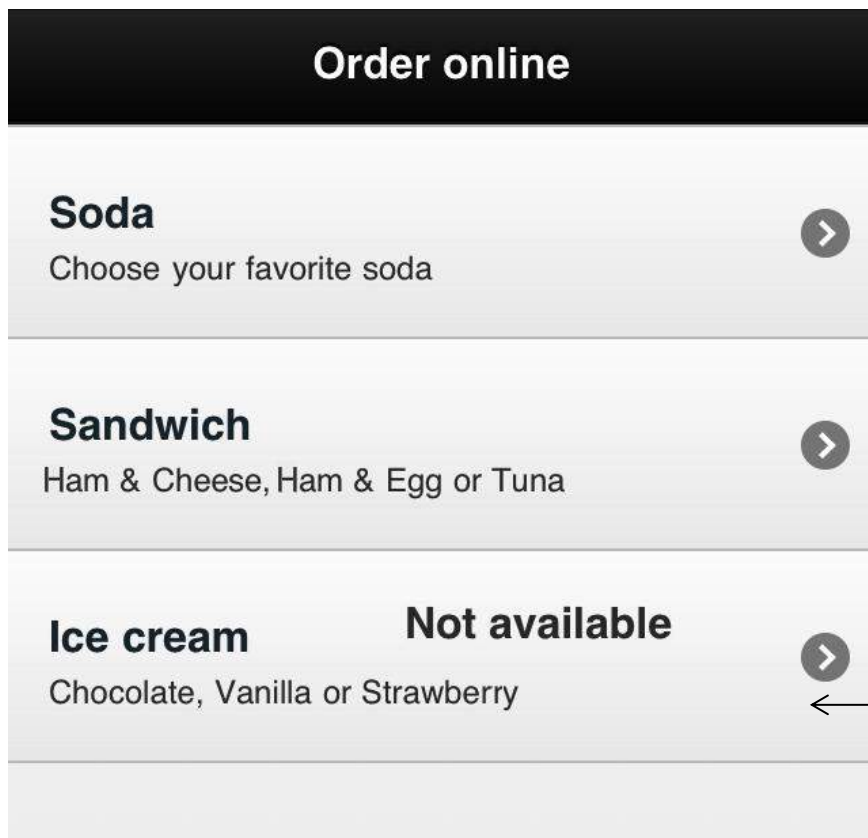 Order online
Soda
Choose your favorite soda
Sandwich
Ham & Cheese, Ham & Egg or Tuna
Ice cream
Not available
Chocolate, Vanilla or Strawberry